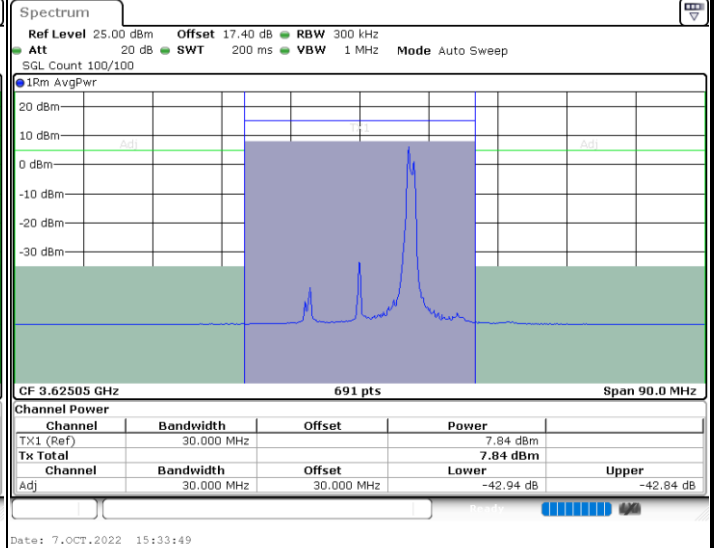 Spectrum
Ref Level 25.00 dBm Offset 17.40 dB RBW 300 kHz
Att 20 dB SWT 200 ms VBW 1 MHz Mode Auto Sweep
SGL Count 100/100
1Rm AvgPwr
20 dBm
TX1
10 dBm
Adj Adj
0 dBm
-10 dBm
-20 dBm
-30 dBm
CF 3.62505 GHz 691 pts Span 90.0 MHz
Channel Power
Channel Bandwidth Offset Power
TX1 (Ref) 30.000 MHz 7.84 dBm
Tx Total 7.84 dBm
Channel Bandwidth Offset Lower Upper
Adj 30.000 MHz 30.000 MHz -42.94 dB -42.84 dB
Ready
Date: 7.OCT.2022 15:33:49